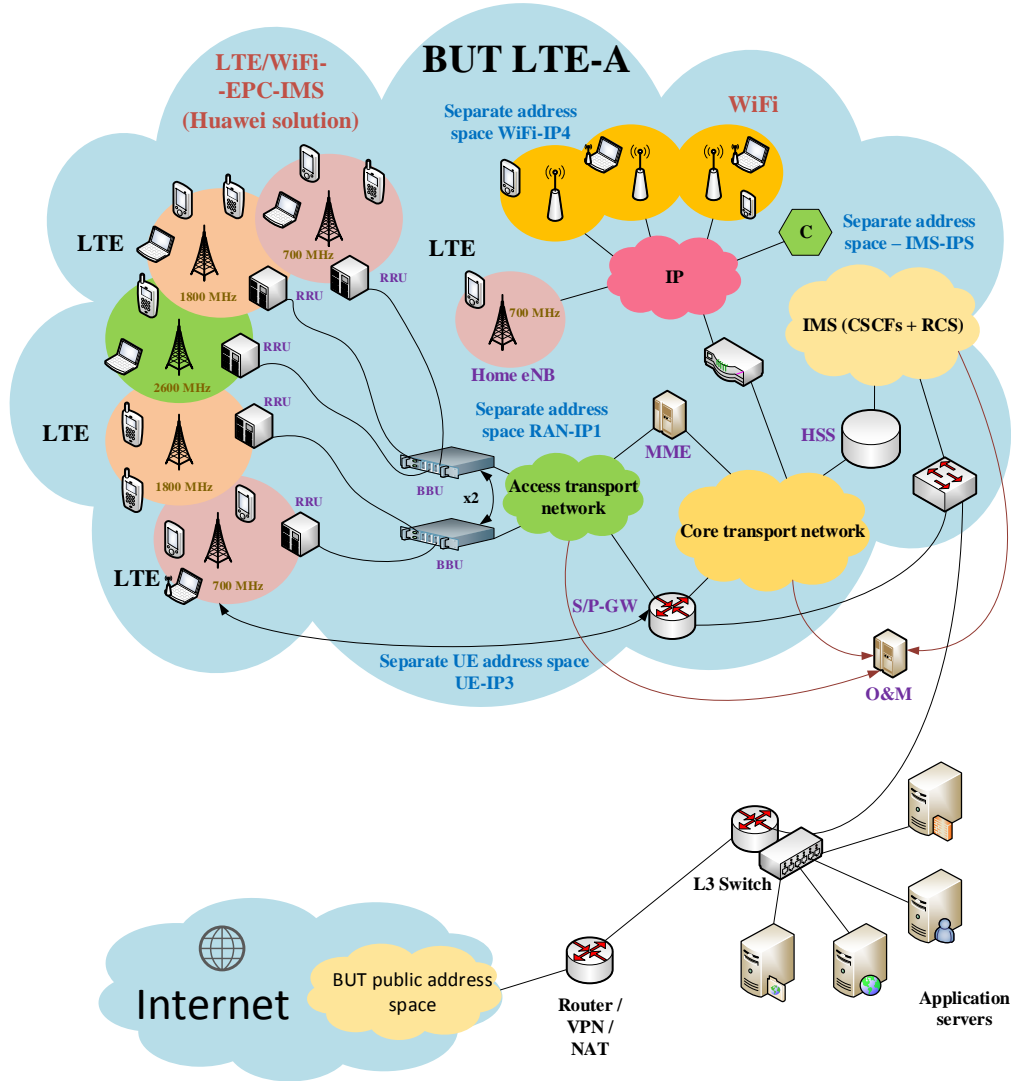 BUT LTE-A
LTE/WiFi-
-EPC-IMS
(Huawei solution)
Separate address
space WiFi-IP4
WiFi
LTE
700 MHz
RRU
1800 MHz
RRU
LTE
700 MHz
Home eNB
IP
C
Separate address
space – IMS-IPS
IMS (CSCFs + RCS)
2600 MHz
RRU
LTE
1800 MHz
RRU
Separate address
space RAN-IP1
MME
HSS
BBU
x2
BBU
Access transport
network
Core transport network
LTE
700 MHz
RRU
S/P-GW
Separate UE address space
UE-IP3
O&M
L3 Switch
Internet
BUT public address
space
Router /
VPN /
NAT
Application
servers